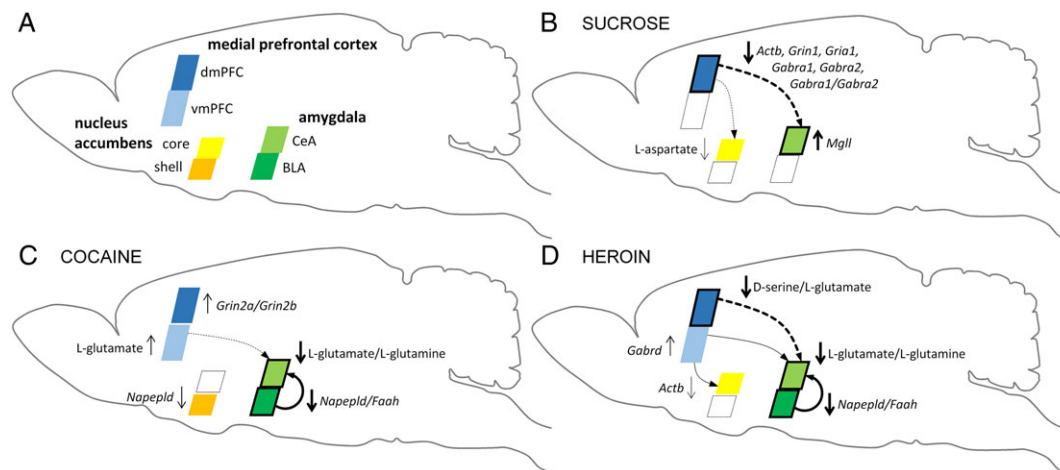 A
medial prefrontal cortex
dmPFC
vmPFC
nucleus
accumbens
core
shell
amygdala
CeA
BLA
B SUCROSE
↓ Actb, Grin1, Gria1,
Gabra1, Gabra2,
Gabra1/Gabra2
L-aspartate ↓
↑ Mgll
C COCAINE
↑ Grin2a/Grin2b
L-glutamate ↑
↓ L-glutamate/L-glutamine
Napepld ↓
↓ Napepld/Faah
D HEROIN
↓ D-serine/L-glutamate
Gabrd ↑
↓ L-glutamate/L-glutamine
Actb ↓
↓ Napepld/Faah